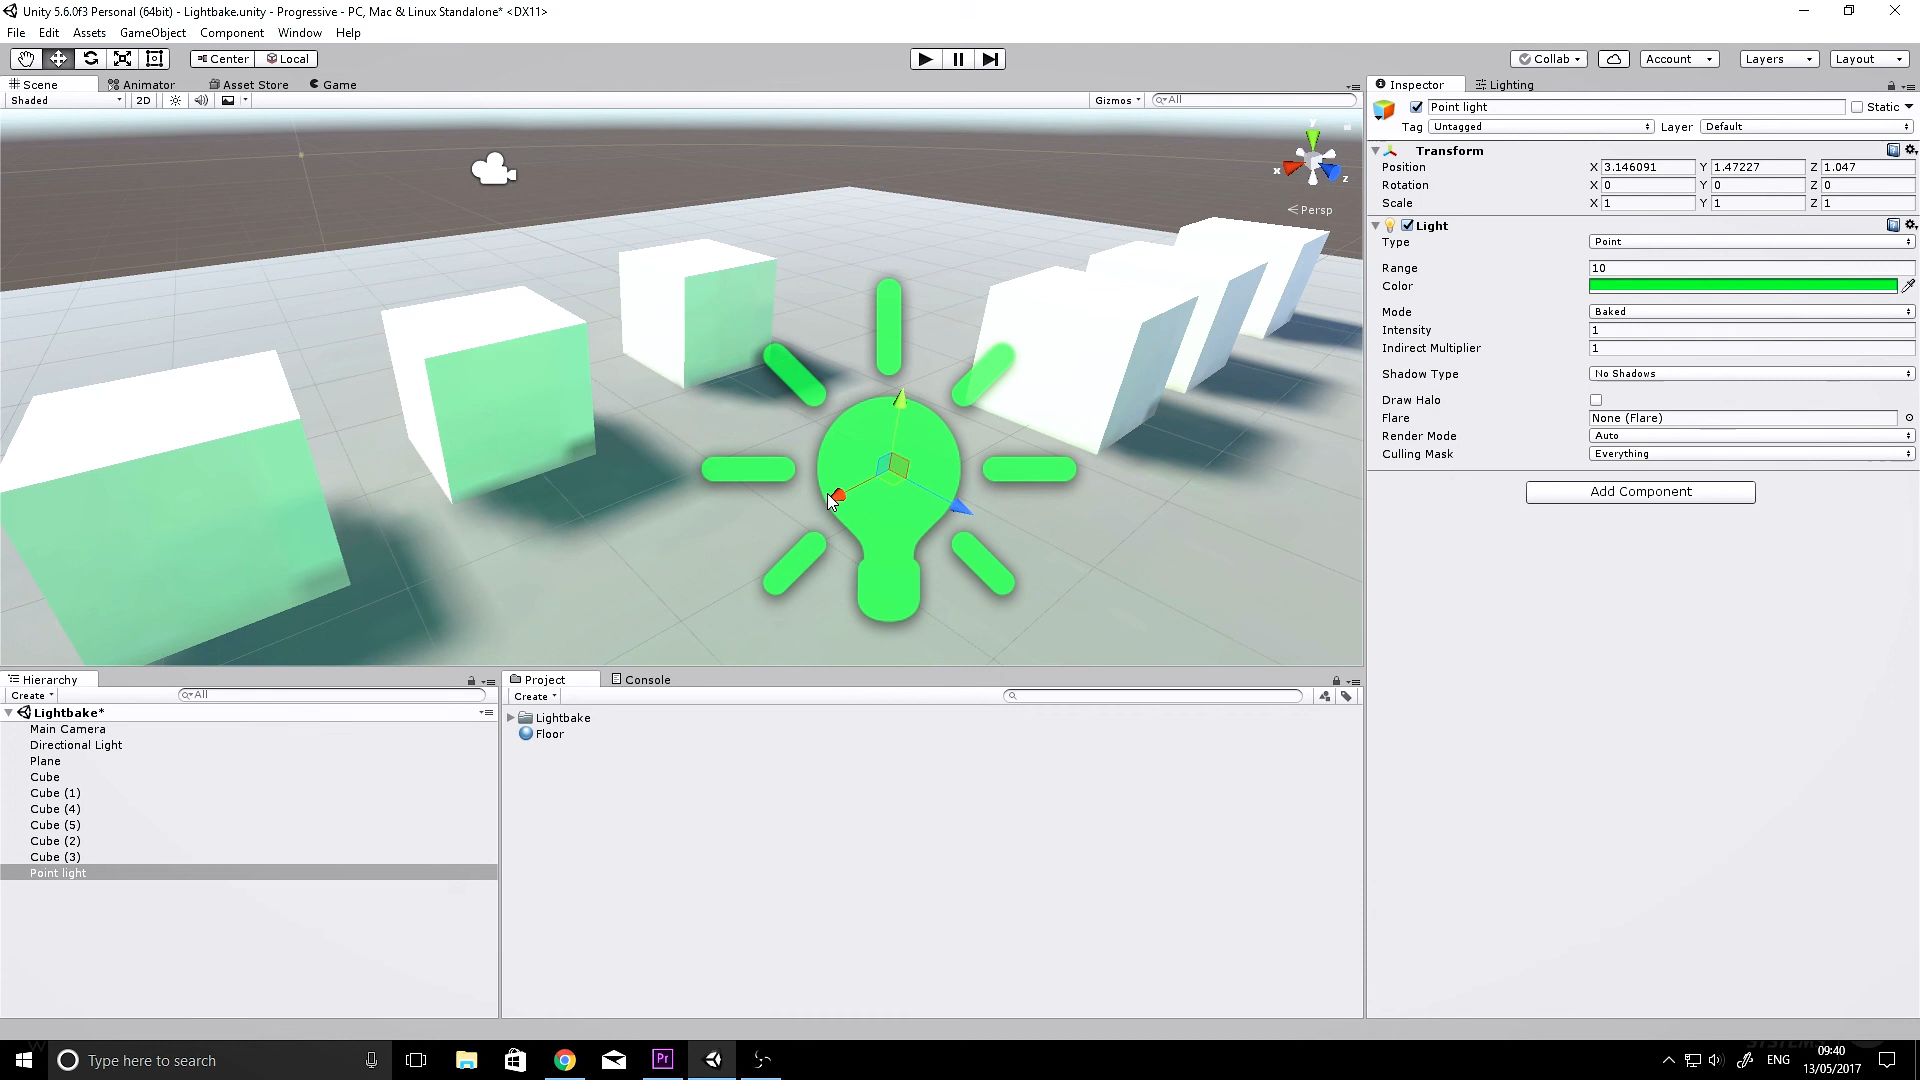 Unity 5.6.0f3 Personal (64bit) - Lightbake.unity - Progressive - PC, Mac & Linux Standalone* <DX11>
File Edit Assets GameObject Component Window Help
Center Local Collab Account Layers Layout
Scene Animator Asset Store Game
Shaded 2D Gizmos All
y
x
z
Persp
Inspector Lighting
Point light Static
Tag Untagged Layer Default
Transform
Position X 3.146091 Y 1.47227 Z 1.047
Rotation X 0 Y 0 Z 0
Scale X 1 Y 1 Z 1
Light
Type Point
Range 10
Color
Mode Baked
Intensity 1
Indirect Multiplier 1
Shadow Type No Shadows
Draw Halo
Flare None (Flare)
Render Mode Auto
Culling Mask Everything
Add Component
Hierarchy
Create All
Lightbake*
Main Camera
Directional Light
Plane
Cube
Cube (1)
Cube (4)
Cube (5)
Cube (2)
Cube (3)
Point light
Project Console
Create
Lightbake
Floor
Type here to search
Pr
ENG
09:40
13/05/2017